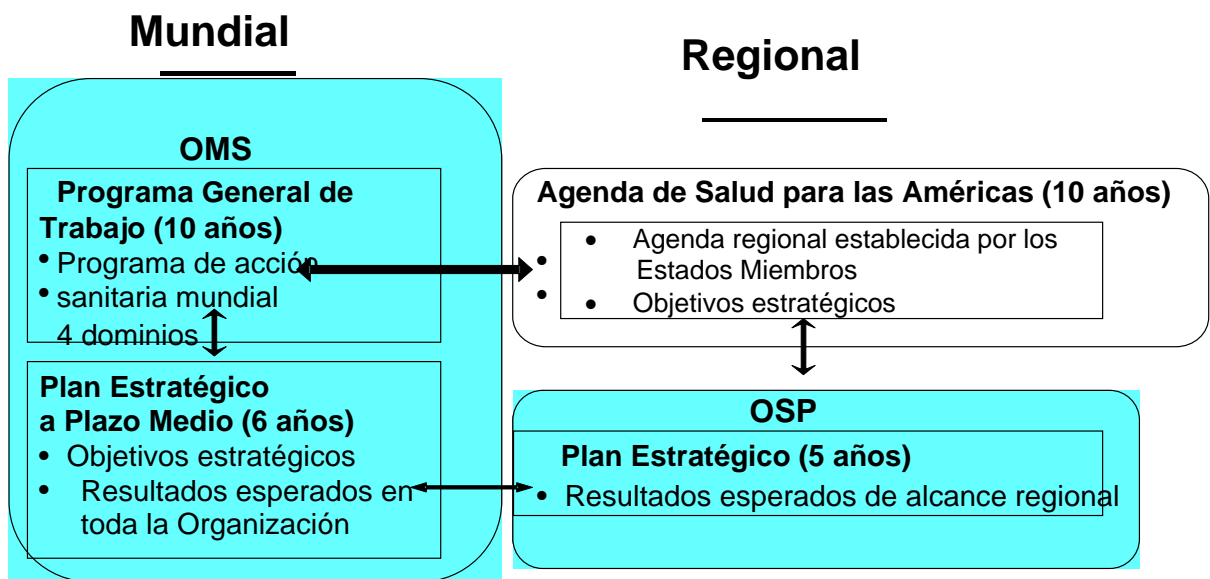 Mundial
Regional
OMS
Programa General de
Trabajo (10 años)
• Programa de acción
• sanitaria mundial
4 dominios
Plan Estratégico
a Plazo Medio (6 años)
• Objetivos estratégicos
• Resultados esperados en
toda la Organización
Agenda de Salud para las Américas (10 años)
• Agenda regional establecida por los
Estados Miembros
• Objetivos estratégicos
OSP
Plan Estratégico (5 años)
• Resultados esperados de alcance regional